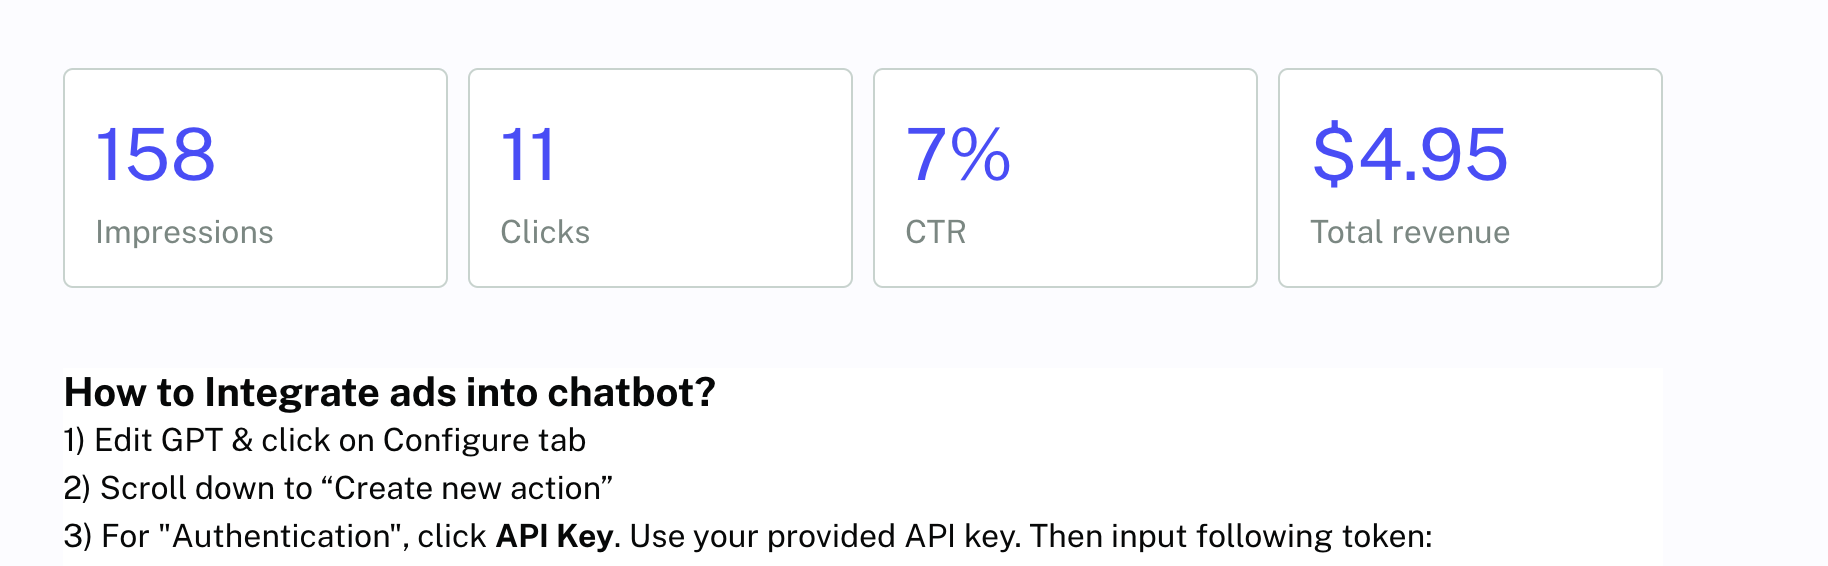 158
Impressions
11
Clicks
7%
CTR
$4.95
Total revenue
How to Integrate ads into chatbot?
1) Edit GPT & click on Configure tab
2) Scroll down to “Create new action”
3) For "Authentication", click API Key. Use your provided API key. Then input following token: